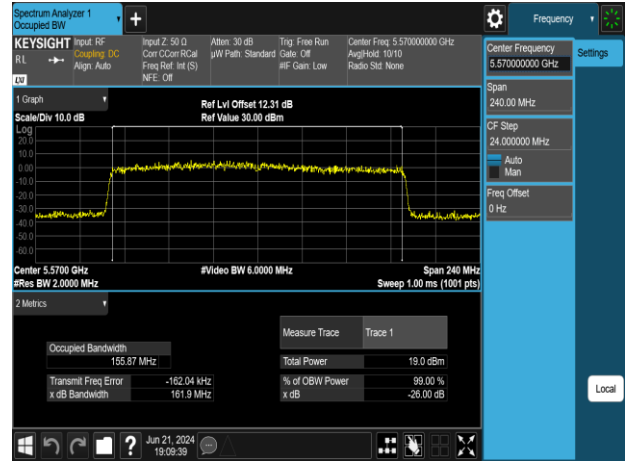 Spectrum Analyzer 1
Occupied BW
Frequency
KEYSIGHT
RL
LXI
Input: RF
Coupling: DC
Align: Auto
Input Z: 50 Ω
Corr CCorr RCal
Freq Ref: Int (S)
NFE: Off
Atten: 30 dB
µW Path: Standard
Trig: Free Run
Gate: Off
#IF Gain: Low
Center Freq: 5.570000000 GHz
Avg|Hold: 10/10
Radio Std: None
Center Frequency
5.570000000 GHz
Settings
Span
240.00 MHz
CF Step
24.000000 MHz
Auto
Man
Freq Offset
0 Hz
Local
1 Graph
Scale/Div 10.0 dB
Ref Lvl Offset 12.31 dB
Ref Value 30.00 dBm
Log
20.0
10.0
0.00
-10.0
-20.0
-30.0
-40.0
-50.0
-60.0
Center 5.5700 GHz
#Video BW 6.0000 MHz
Span 240 MHz
#Res BW 2.0000 MHz
Sweep 1.00 ms (1001 pts)
2 Metrics
Measure Trace Trace 1
Occupied Bandwidth
155.87 MHz
Total Power 19.0 dBm
Transmit Freq Error -162.04 kHz
% of OBW Power 99.00 %
x dB Bandwidth 161.9 MHz
x dB -26.00 dB
Jun 21, 2024
19:09:39